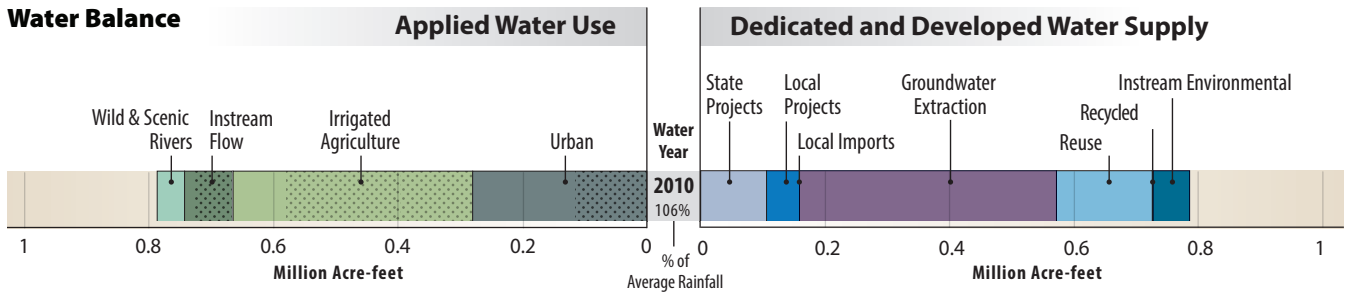 Water Balance
Applied Water Use
Dedicated and Developed Water Supply
Wild & Scenic
Rivers
Instream
Flow
Irrigated
Agriculture
Urban
Water
Year
2010
106%
% of
Average Rainfall
State
Projects
Local
Projects
Local Imports
Groundwater
Extraction
Reuse
Recycled
Instream Environmental
1 0.8 0.6 0.4 0.2 0
Million Acre-feet
0 0.2 0.4 0.6 0.8 1
Million Acre-feet